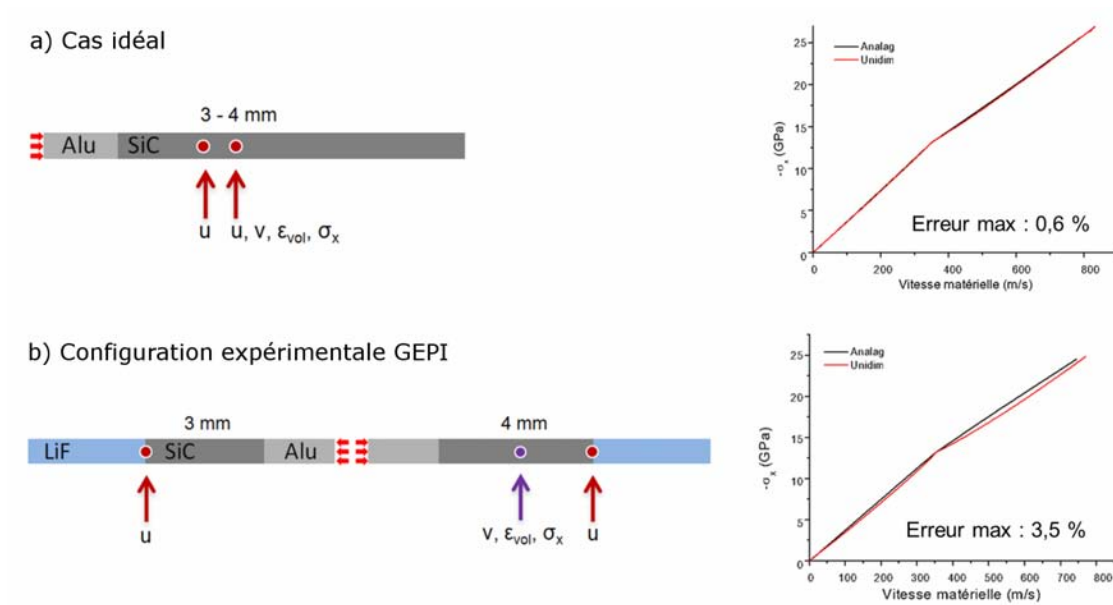 a) Cas idéal
3 - 4 mm
Alu SiC
u u, v, εvol, σx
25
20
15
10
5
0
-σx (GPa)
Analag
Unidim
Erreur max : 0,6 %
0 200 400 600 800
Vitesse matérielle (m/s)
b) Configuration expérimentale GEPI
3 mm 4 mm
LiF SiC Alu
u v, εvol, σx u
25
20
15
10
5
0
-σx (GPa)
Analag
Unidim
Erreur max : 3,5 %
0 100 200 300 400 500 600 700 800
Vitesse matérielle (m/s)